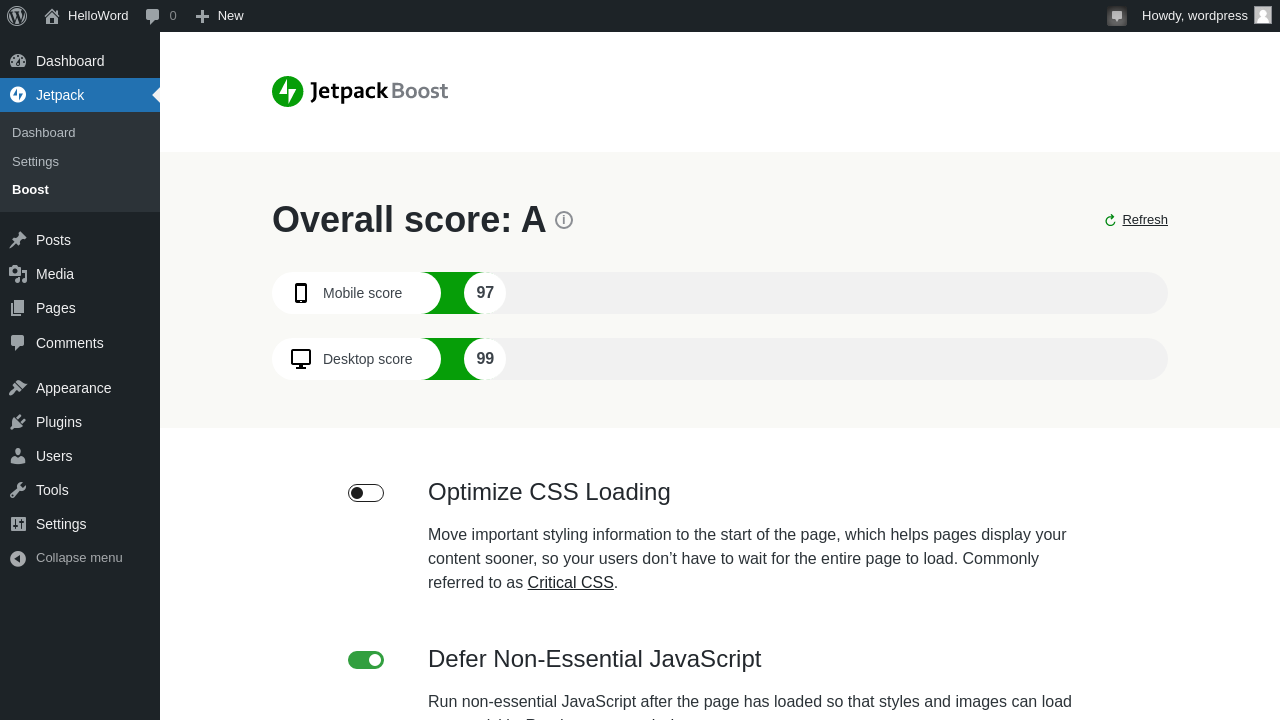 HelloWord
0
New
Howdy, wordpress
Dashboard
Jetpack
Dashboard
Settings
Boost
Posts
Media
Pages
Comments
Appearance
Plugins
Users
Tools
Settings
Collapse menu
Jetpack Boost
Overall score: A
Refresh
Mobile score
97
Desktop score
99
Optimize CSS Loading
Move important styling information to the start of the page, which helps pages display your
content sooner, so your users don’t have to wait for the entire page to load. Commonly
referred to as Critical CSS.
Defer Non-Essential JavaScript
Run non-essential JavaScript after the page has loaded so that styles and images can load